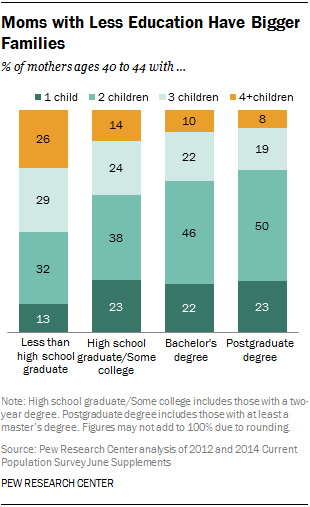 Moms with Less Education Have Bigger
Families
% of mothers ages 40 to 44 with ...
1 child 2 children 3 children 4+children
26 14 10 8
29 24 22 19
32 38 46 50
13 23 22 23
Less than high school graduate
High school graduate/Some college
Bachelor's degree
Postgraduate degree
Note: High school graduate/Some college includes those with a two-
year degree. Postgraduate degree includes those with at least a
master's degree. Figures may not add to 100% due to rounding.
Source: Pew Research Center analysis of 2012 and 2014 Current
Population Survey June Supplements
PEW RESEARCH CENTER